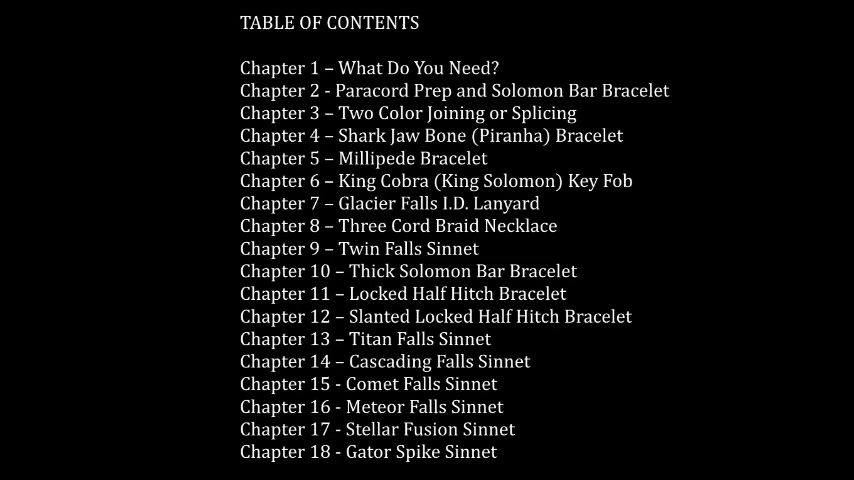 TABLE OF CONTENTS
Chapter 1 – What Do You Need?
Chapter 2 - Paracord Prep and Solomon Bar Bracelet
Chapter 3 – Two Color Joining or Splicing
Chapter 4 – Shark Jaw Bone (Piranha) Bracelet
Chapter 5 – Millipede Bracelet
Chapter 6 – King Cobra (King Solomon) Key Fob
Chapter 7 – Glacier Falls I.D. Lanyard
Chapter 8 – Three Cord Braid Necklace
Chapter 9 – Twin Falls Sinnet
Chapter 10 – Thick Solomon Bar Bracelet
Chapter 11 – Locked Half Hitch Bracelet
Chapter 12 – Slanted Locked Half Hitch Bracelet
Chapter 13 – Titan Falls Sinnet
Chapter 14 – Cascading Falls Sinnet
Chapter 15 - Comet Falls Sinnet
Chapter 16 - Meteor Falls Sinnet
Chapter 17 - Stellar Fusion Sinnet
Chapter 18 - Gator Spike Sinnet